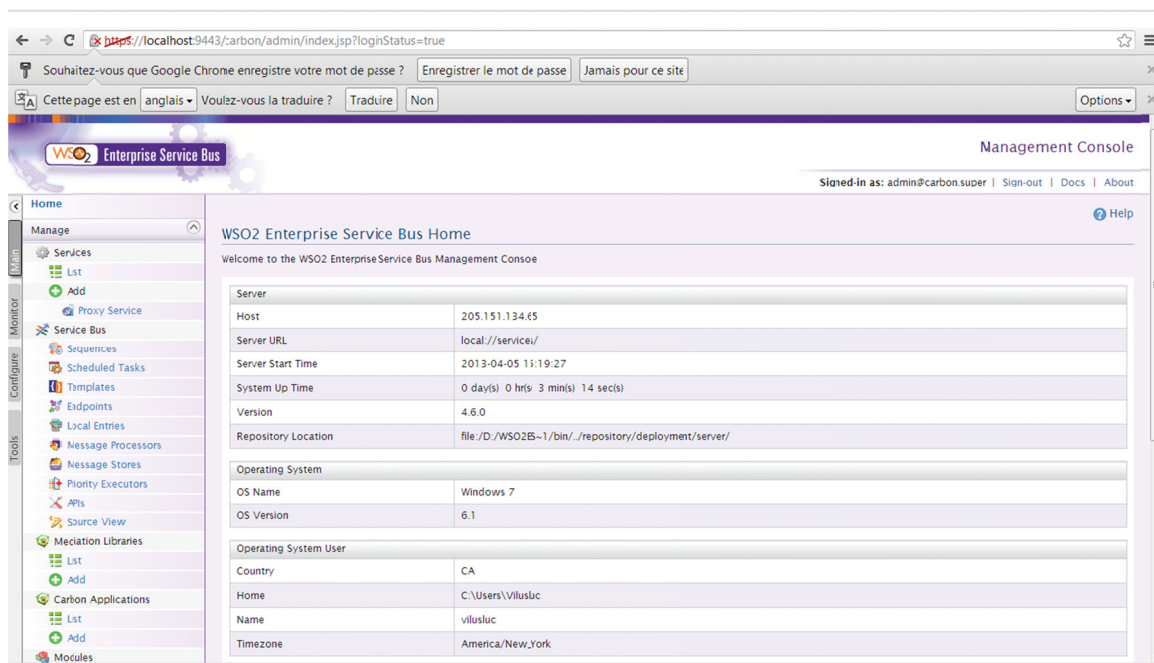 https://localhost:9443/carbon/admin/index.jsp?loginStatus=true
Souhaitez-vous que Google Chrome enregistre votre mot de passe ? Enregistrer le mot de passe Jamais pour ce site
Cette page est en anglais Voulez-vous la traduire ? Traduire Non Options
WSO2 Enterprise Service Bus
Management Console
Signed-in as: admin@carbon.super | Sign-out | Docs | About
Home
Help
Manage
Main
Monitor
Configure
Tools
Services
List
Add
Proxy Service
Service Bus
Sequences
Scheduled Tasks
Templates
Endpoints
Local Entries
Message Processors
Message Stores
Priority Executors
APIs
Source View
Mediation Libraries
List
Add
Carbon Applications
List
Add
Modules
WSO2 Enterprise Service Bus Home
Welcome to the WSO2 Enterprise Service Bus Management Console
Server
Host 205.151.134.65
Server URL local://services/
Server Start Time 2013-04-05
System Up Time 0 day(s) 0 hr(s) 3 min(s) 14 sec(s)
Version 4.6.0
Repository Location file:/D:/WSO2ES~1/bin/../repository/deployment/server/
Operating System
OS Name Windows 7
OS Version 6.1
Operating System User
Country CA
Home C:\Users\Vilusluc
Name vilusluc
Timezone America/New_York